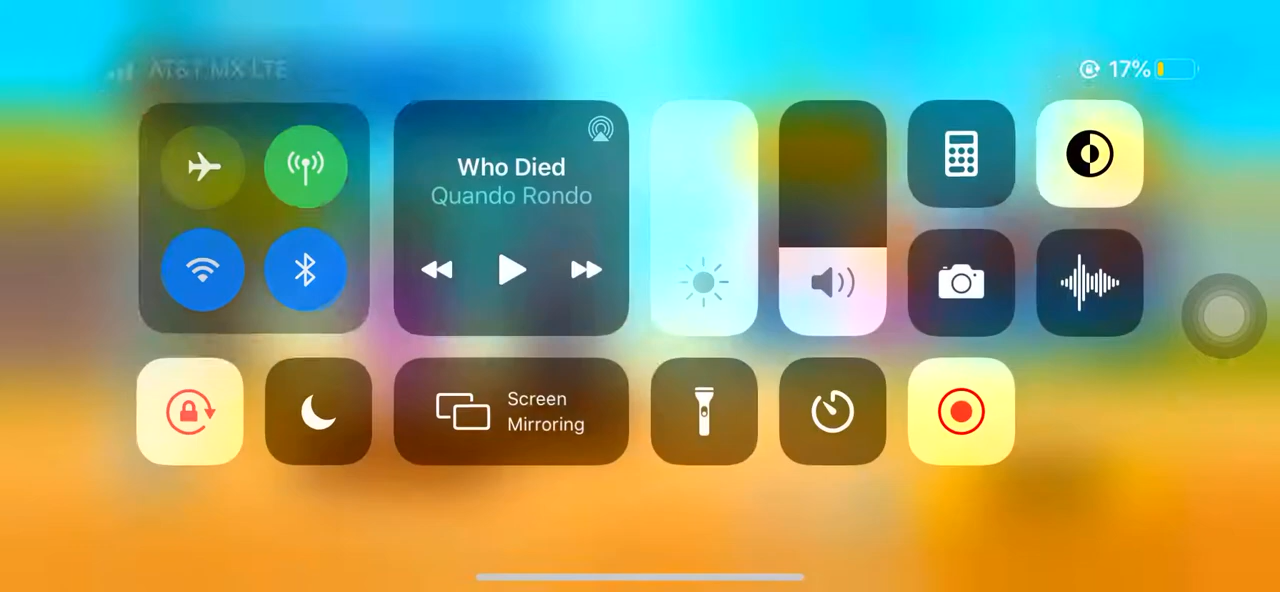 AT&T MX LTE
17%
Who Died
Quando Rondo
Screen
Mirroring